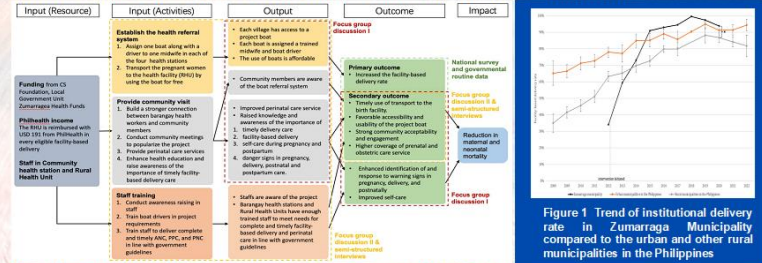 Input (Resource)
Input (Activities)
Output
Outcome
Impact
Funding from CS
Foundation, Local
Government Unit
Zumarraga Health Funds
Philhealth income
The RHU is reimbursed with
USD 191 from Philhealth in
every eligible facility-based
delivery
Staff in Community
health station and Rural
Health Unit
Establish the health referral
system
1. Assign one boat along with a
driver to one midwife in each of
the four health stations
2. Transport the pregnant women
to the health facility (RHU) by
using the boat for free
Provide community visit
1. Build a stronger connection
between barangay health
workers and community
members
2. Conduct community meetings
to popularize the project
3. Provide perinatal care services
4. Enhance health education and
raise awareness of the
importance of timely facility-
based delivery care
Staff training
1. Conduct awareness raising in
staff
2. Train boat drivers in project
requirements
3. Train staff to deliver complete
and timely ANC, PPC, and PNC
in line with government
guidelines
Focus group
discussion I
• Each village has access to a
project boat
• Each boat is assigned a trained
midwife and boat driver
• The use of boats is affordable
• Community members are aware
of the boat referral system
• Improved perinatal care service
• Raised knowledge and
awareness of the importance of
1. timely delivery care
2. facility-based delivery
3. self-care during pregnancy and
postpartum
4. danger signs in pregnancy,
delivery, postnatal and
postpartum care.
• Staffs are aware of the project
• Barangay health stations and
Rural Health Units have enough
trained staff to meet needs for
complete and timely facility-
based delivery and perinatal
care in line with government
guidelines
Primary outcome
• Increased the facility-based
delivery rate
Secondary outcome
• Timely use of transport to the
birth facility.
• Favorable accessibility and
usability of the project boat
• Strong community acceptability
and engagement
• Higher coverage of prenatal and
obstetric care service
• Enhanced identification of and
response to warning signs in
pregnancy, delivery, and
postnatally
• Improved self-care
National survey
and governmental
routine data
Focus group
discussion II &
semi-structured
interviews
Reduction in
maternal and
neonatal
mortality
Focus group
discussion I
Focus group
discussion II &
semi-structured
interviews
Figure 1 Trend of institutional delivery
rate in Zumarraga Municipality
compared to the urban and other rural
municipalities in the Philippines